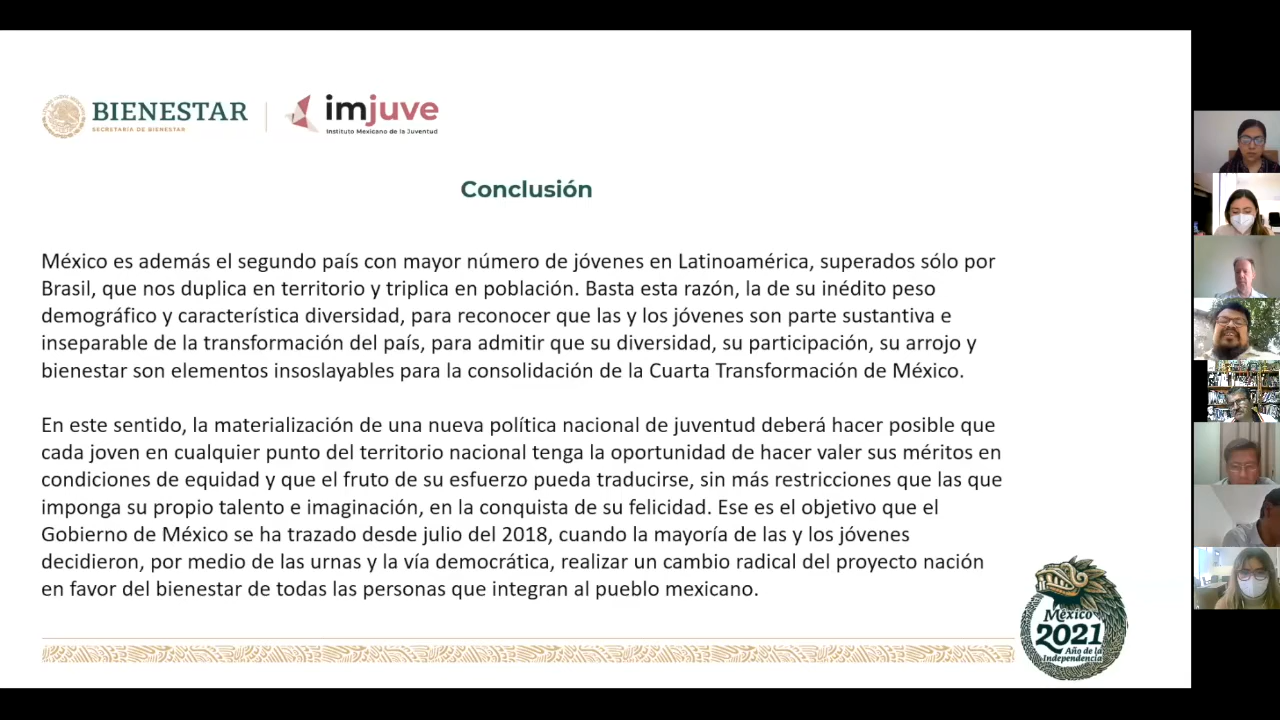 BIENESTAR
SECRETARÍA DE BIENESTAR
imjuve
Instituto Mexicano de la Juventud
Conclusión
México es además el segundo país con mayor número de jóvenes en Latinoamérica, superados sólo por
Brasil, que nos duplica en territorio y triplica en población. Basta esta razón, la de su inédito peso
demográfico y característica diversidad, para reconocer que las y los jóvenes son parte sustantiva e
inseparable de la transformación del país, para admitir que su diversidad, su participación, su arrojo y
bienestar son elementos insoslayables para la consolidación de la Cuarta Transformación de México.
En este sentido, la materialización de una nueva política nacional de juventud deberá hacer posible que
cada joven en cualquier punto del territorio nacional tenga la oportunidad de hacer valer sus méritos en
condiciones de equidad y que el fruto de su esfuerzo pueda traducirse, sin más restricciones que las que
imponga su propio talento e imaginación, en la conquista de su felicidad. Ese es el objetivo que el
Gobierno de México se ha trazado desde julio del 2018, cuando la mayoría de las y los jóvenes
decidieron, por medio de las urnas y la vía democrática, realizar un cambio radical del proyecto nación
en favor del bienestar de todas las personas que integran al pueblo mexicano.
México
2021
Año de la
Independencia